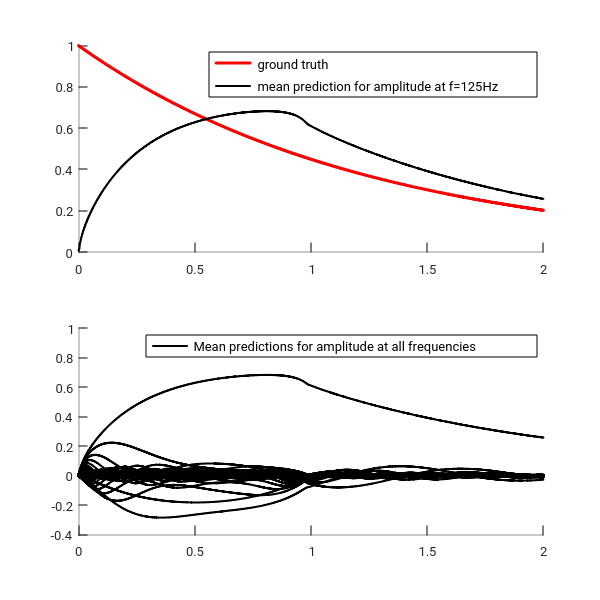 1
ground truth
0.8
mean prediction for amplitude at f=125Hz
0.6
0.4
0.2
0
0 0.5 1 1.5 2
1
Mean predictions for amplitude at all frequencies
0.8
0.6
0.4
0.2
0
-0.2
-0.4
0 0.5 1 1.5 2